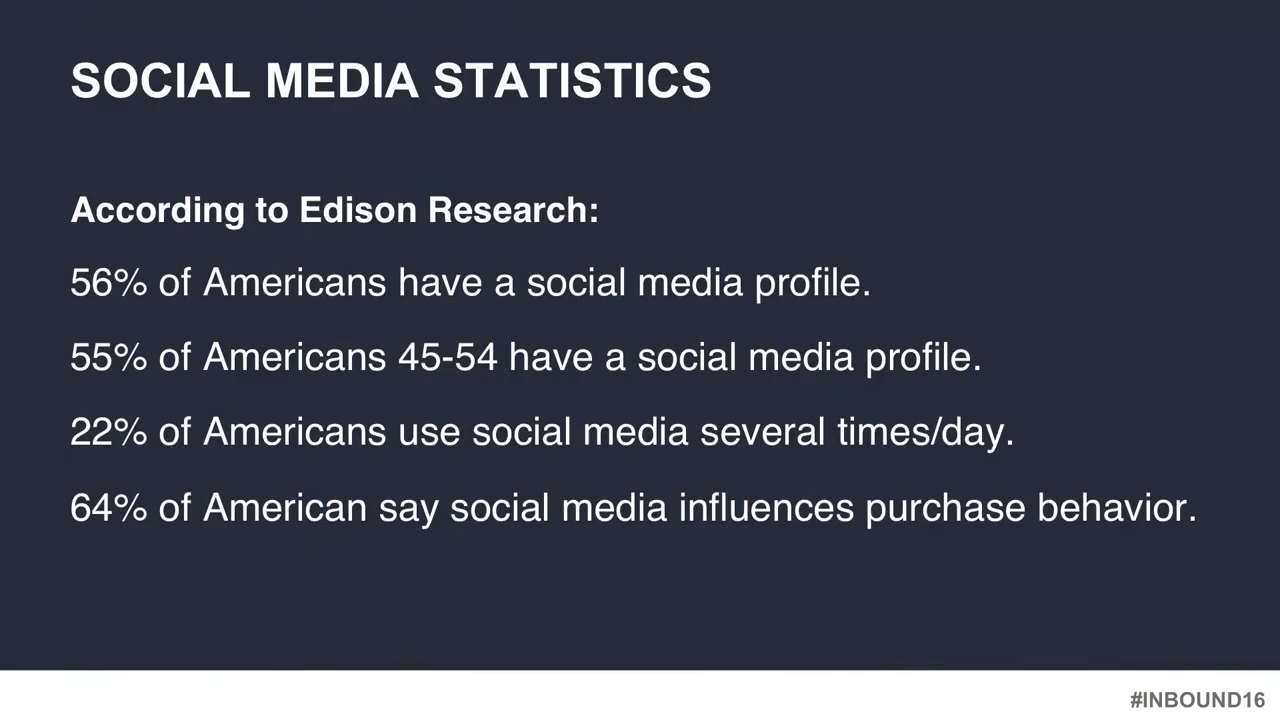 SOCIAL MEDIA STATISTICS
According to Edison Research:
56% of Americans have a social media profile.
55% of Americans 45-54 have a social media profile.
22% of Americans use social media several times/day.
64% of American say social media influences purchase behavior.
#INBOUND16